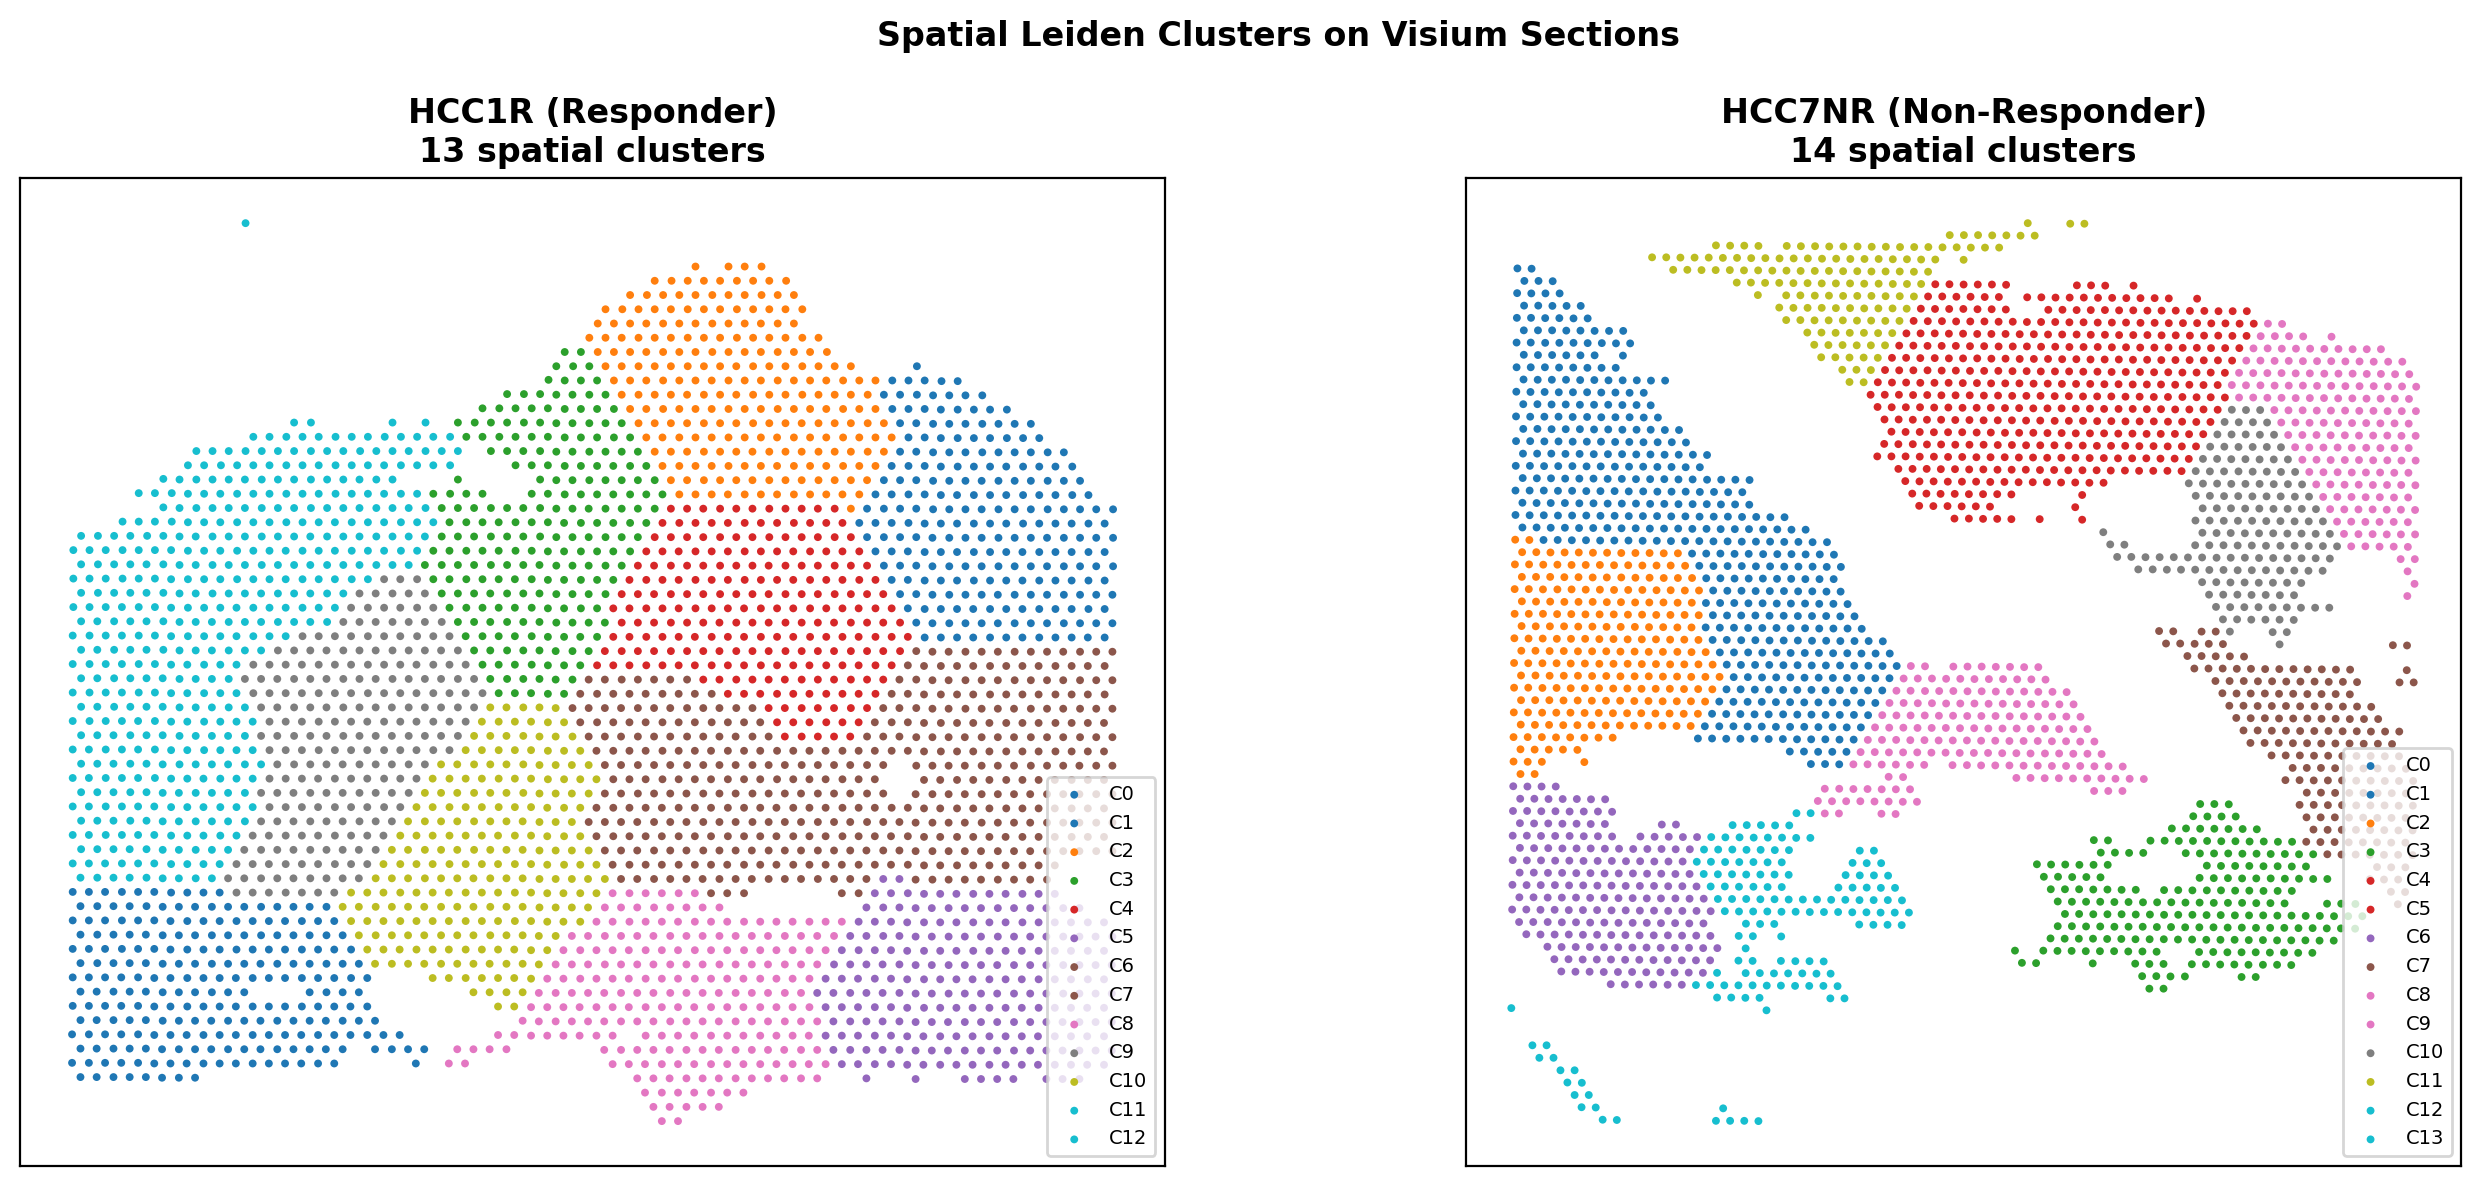 Spatial Leiden Clusters on Visium Sections
HCC1R (Responder)
13 spatial clusters
C0
C1
C2
C3
C4
C5
C6
C7
C8
C9
C10
C11
C12
HCC7NR (Non-Responder)
14 spatial clusters
C0
C1
C2
C3
C4
C5
C6
C7
C8
C9
C10
C11
C12
C13